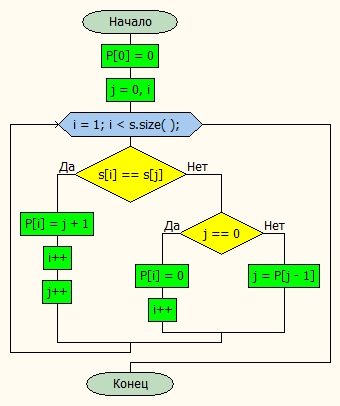 Начало
P[0] = 0
j = 0, i
i = 1; i < s.size( );
Да
Нет
s[i] == s[j]
P[i] = j + 1
i++
j++
Да
Нет
j == 0
P[i] = 0
i++
j = P[j - 1]
Конец